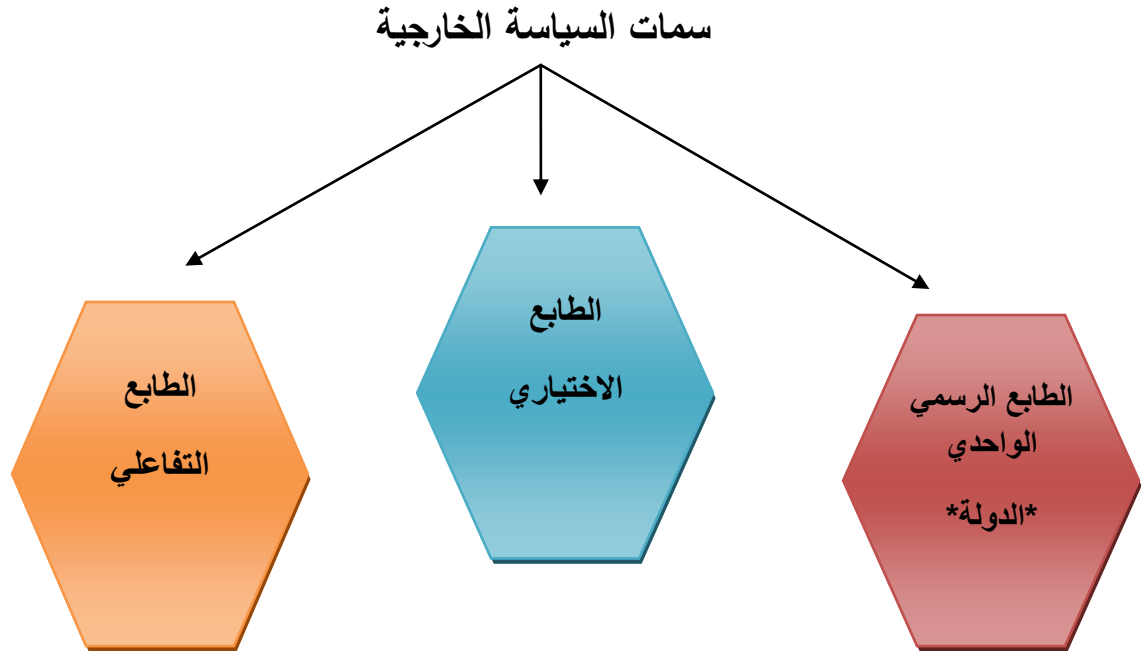 سمات السياسة الخارجية
الطابع الرسمي
الواحدي
*الدولة*
الطابع
الاختياري
الطابع
التفاعلي